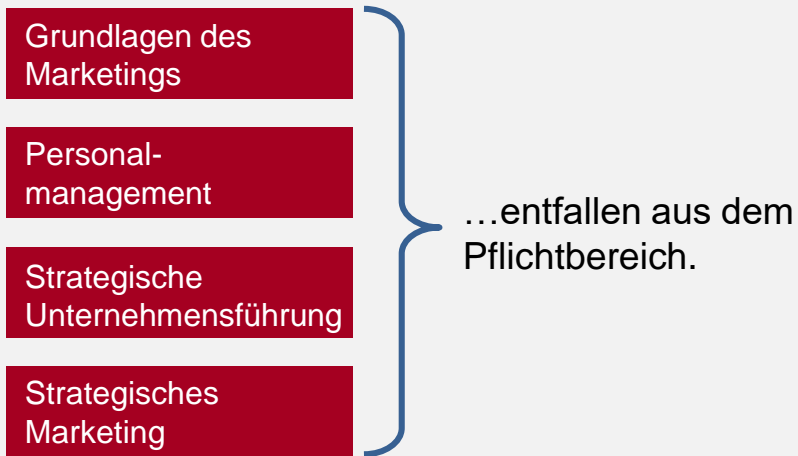 Grundlagen des
Marketings
Personal-
management
Strategische
Unternehmensführung
Strategisches
Marketing
…entfallen aus dem
Pflichtbereich.